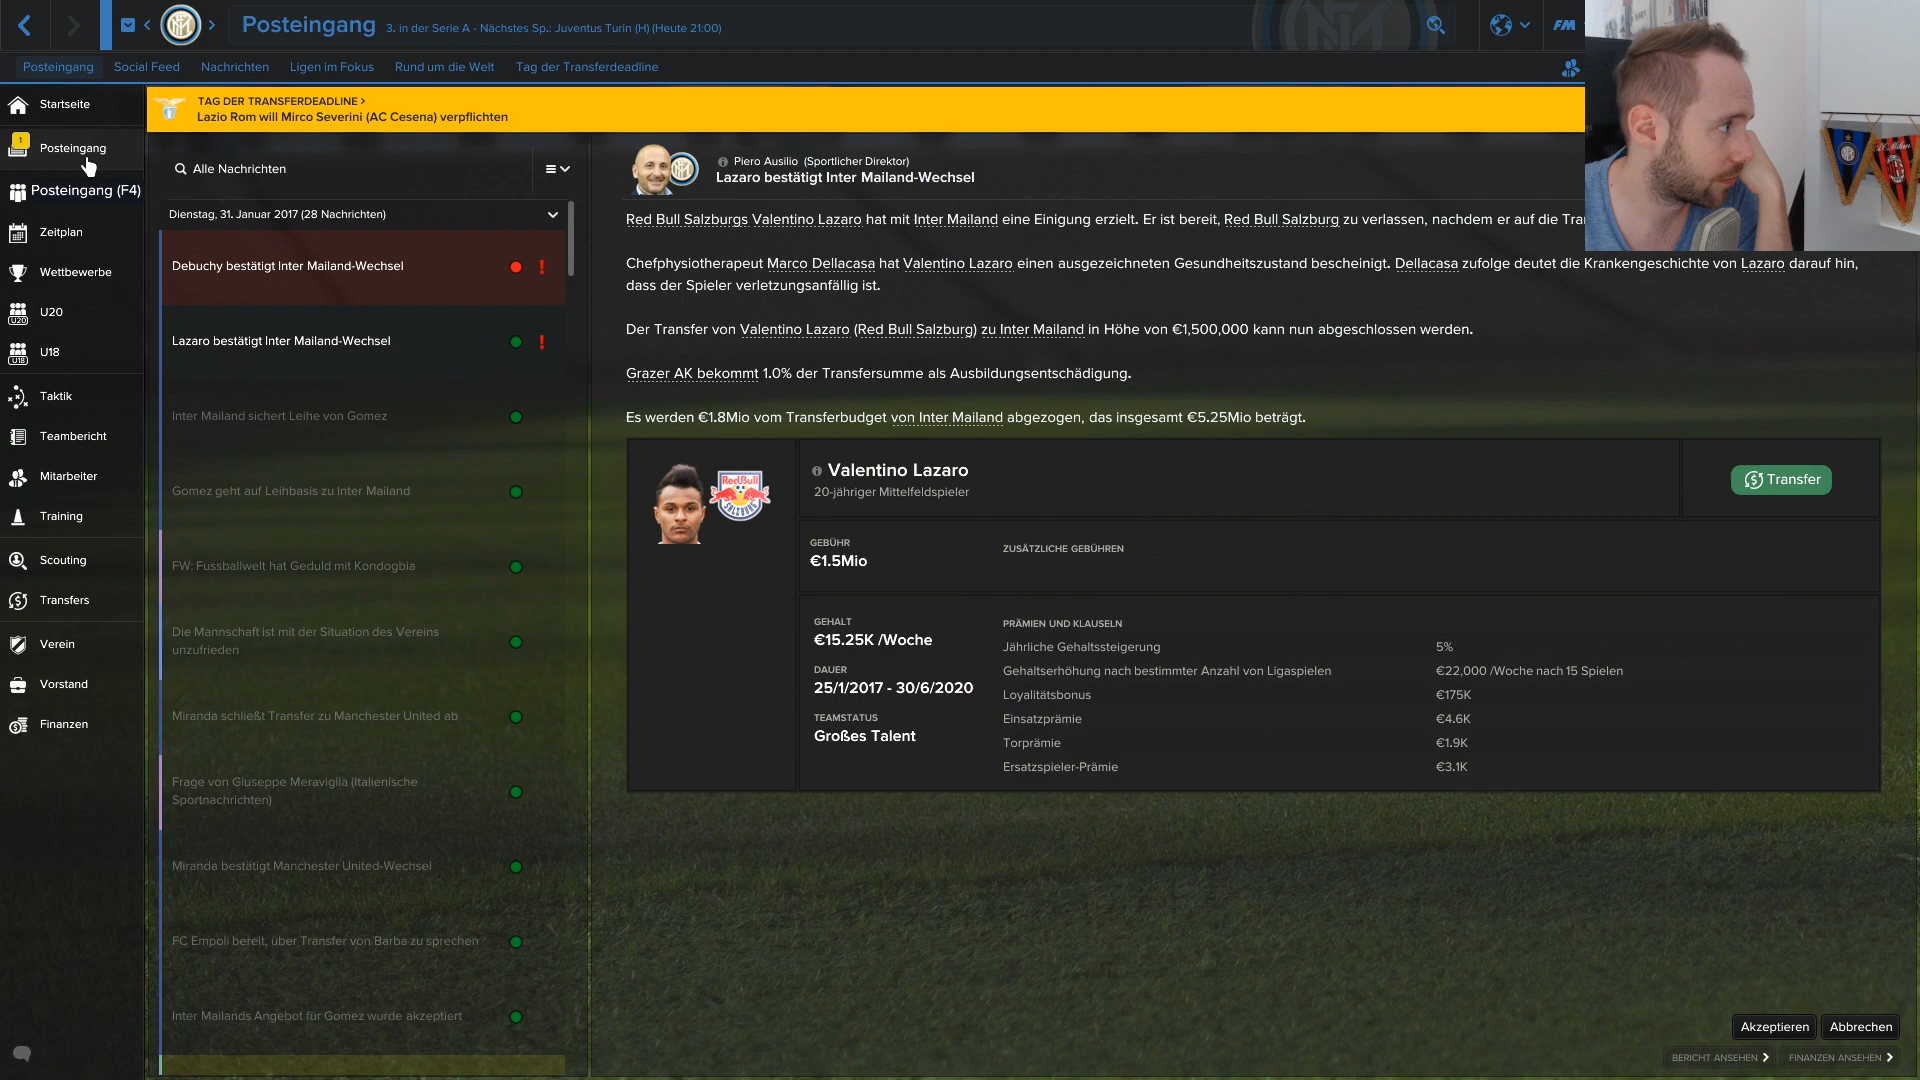 Posteingang
3. in der Serie A - Nächstes Sp.: Juventus Turin (H) (Heute 21:00)
FM
Posteingang
Social Feed
Nachrichten
Ligen im Fokus
Rund um die Welt
Tag der Transferdeadline
Startseite
1
Posteingang
Posteingang (F4)
Zeitplan
Wettbewerbe
U20
U20
U18
U18
Taktik
Teambericht
Mitarbeiter
Training
Scouting
Transfers
Verein
Vorstand
Finanzen
TAG DER TRANSFERDEADLINE >
Lazio Rom will Mirco Severini (AC Cesena) verpflichten
Alle Nachrichten
Dienstag, 31. Januar 2017 (28 Nachrichten)
Debuchy bestätigt Inter Mailand-Wechsel
Lazaro bestätigt Inter Mailand-Wechsel
Inter Mailand sichert Leihe von Gomez
Gomez geht auf Leihbasis zu Inter Mailand
FW: Fussballwelt hat Geduld mit Kondogbia
Die Mannschaft ist mit der Situation des Vereins
unzufrieden
Miranda schließt Transfer zu Manchester United ab
Frage von Giuseppe Meraviglia (Italienische
Sportnachrichten)
Miranda bestätigt Manchester United-Wechsel
FC Empoli bereit, über Transfer von Barba zu sprechen
Inter Mailands Angebot für Gomez wurde akzeptiert
Piero Ausilio (Sportlicher Direktor)
Lazaro bestätigt Inter Mailand-Wechsel
Red Bull Salzburgs Valentino Lazaro hat mit Inter Mailand eine Einigung erzielt. Er ist bereit, Red Bull Salzburg zu verlassen, nachdem er auf die Tra
Chefphysiotherapeut Marco Dellacasa hat Valentino Lazaro einen ausgezeichneten Gesundheitszustand bescheinigt. Dellacasa zufolge deutet die Krankengeschichte von Lazaro darauf hin,
dass der Spieler verletzungsanfällig ist.
Der Transfer von Valentino Lazaro (Red Bull Salzburg) zu Inter Mailand in Höhe von €1,500,000 kann nun abgeschlossen werden.
Grazer AK bekommt 1.0% der Transfersumme als Ausbildungsentschädigung.
Es werden €1.8Mio vom Transferbudget von Inter Mailand abgezogen, das insgesamt €5.25Mio beträgt.
RedBull
SALZBURG
Valentino Lazaro
20-jähriger Mittelfeldspieler
Transfer
GEBÜHR
€1.5Mio
ZUSÄTZLICHE GEBÜHREN
GEHALT
€15.25K /Woche
DAUER
25/1/2017 - 30/6/2020
TEAMSTATUS
Großes Talent
PRÄMIEN UND KLAUSELN
Jährliche Gehaltssteigerung 5%
Gehaltserhöhung nach bestimmter Anzahl von Ligaspielen €22,000 /Woche nach 15 Spielen
Loyalitätsbonus €175K
Einsatzprämie €4.6K
Torprämie €1.9K
Ersatzspieler-Prämie €3.1K
Akzeptieren
Abbrechen
BERICHT ANSEHEN >
FINANZEN ANSEHEN >